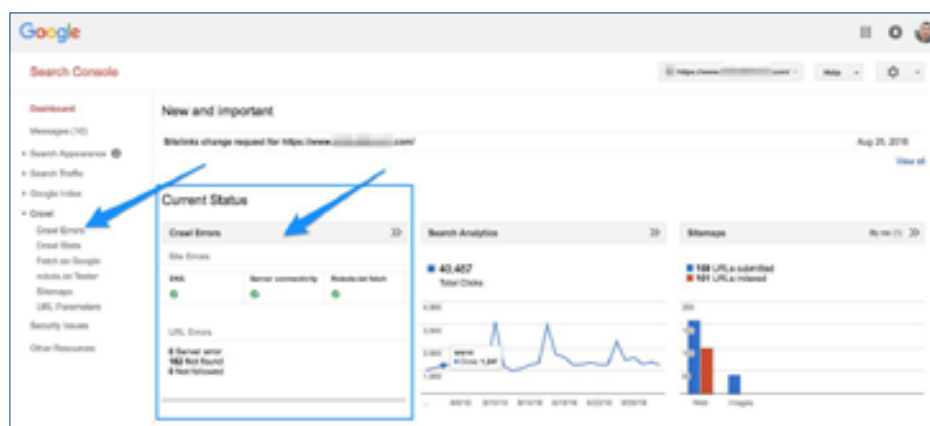 Google
Search Console
Help
Dashboard
Messages (10)
Search Appearance
Search Traffic
Google Index
Crawl
Crawl Errors
Crawl Stats
Fetch as Google
robots.txt Tester
Sitemaps
URL Parameters
Security Issues
Other Resources
New and important
Sitelinks change request for https://www. .com/
Aug 25, 2016
View all
Current Status
Crawl Errors
Site Errors
DNS Server connectivity Robots.txt fetch
URL Errors
0 Server error
162 Not found
0 Not followed
Search Analytics
40,487
Total Clicks
Sitemaps
URLs submitted
101 URLs indexed
Web Images